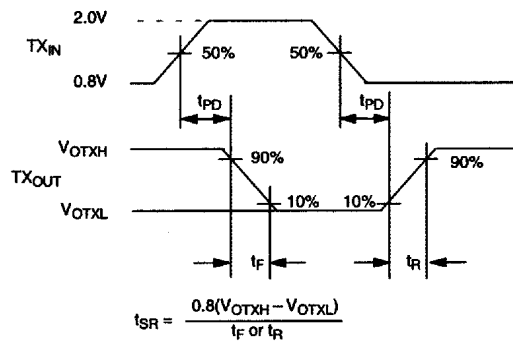 2.0V
TX_IN
50% 50%
0.8V
t_PD t_PD
V_OTXH
90% 90%
TX_OUT
10% 10%
V_OTXL
t_F t_R
t_SR = 0.8(V_OTXH – V_OTXL)
t_F or t_R